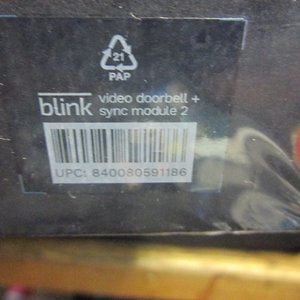 21
PAP
blink video doorbell +
sync module 2
UPC: 840080591186